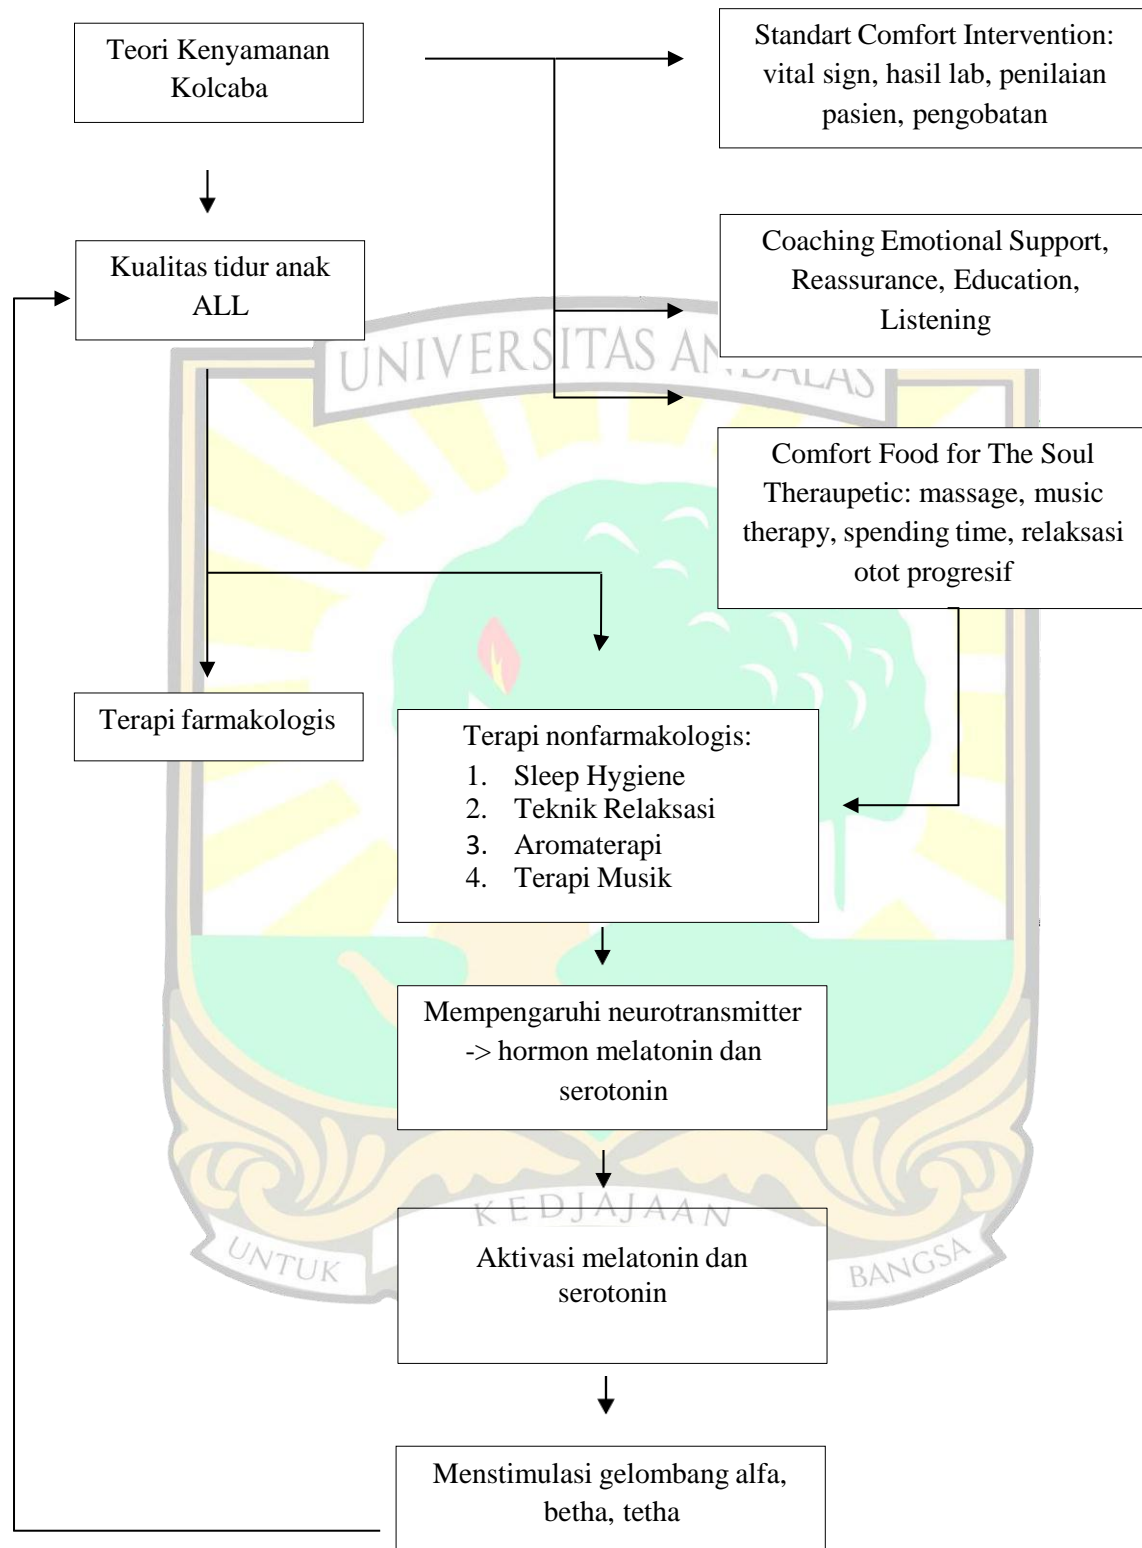 Teori Kenyamanan
Kolcaba
Standart Comfort Intervention:
vital sign, hasil lab, penilaian
pasien, pengobatan
Kualitas tidur anak
ALL
Coaching Emotional Support,
Reassurance, Education,
Listening
UNIVERSITAS ANDALAS
Comfort Food for The Soul
Theraupetic: massage, music
therapy, spending time, relaksasi
otot progresif
Terapi farmakologis
Terapi nonfarmakologis:
1. Sleep Hygiene
2. Teknik Relaksasi
3. Aromaterapi
4. Terapi Musik
Mempengaruhi neurotransmitter
-> hormon melatonin dan
serotonin
UNTUK KEDJAJAAN BANGSA
Aktivasi melatonin dan
serotonin
Menstimulasi gelombang alfa,
betha, tetha